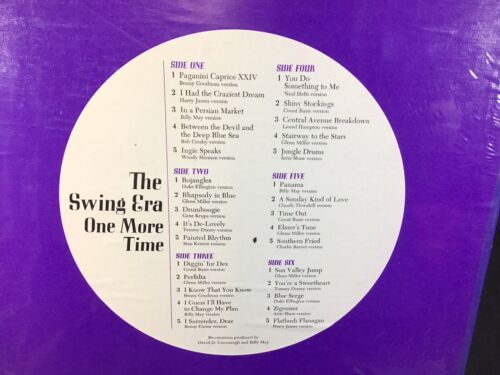 The
Swing Era
One More
Time
SIDE ONE
1 Paganini Caprice XXIV
Benny Goodman version
2 I Had the Craziest Dream
Harry James version
3 In a Persian Market
Billy May version
4 Between the Devil and
the Deep Blue Sea
Bob Crosby version
5 Ingie Speaks
Woody Herman version
SIDE TWO
1 Bojangles
Duke Ellington version
2 Rhapsody in Blue
Glenn Miller version
3 Drumboogie
Gene Krupa version
4 It's De-Lovely
Tommy Dorsey version
5 Painted Rhythm
Stan Kenton version
SIDE THREE
1 Diggin' for Dex
Count Basie version
2 Perfidia
Glenn Miller version
3 I Know That You Know
Benny Goodman version
4 I Guess I'll Have
to Change My Plan
Billy May version
5 I Surrender, Dear
Benny Carter version
SIDE FOUR
1 You Do
Something to Me
Neal Hefti version
2 Shiny Stockings
Count Basie version
3 Central Avenue Breakdown
Lionel Hampton version
4 Stairway to the Stars
Glenn Miller version
5 Jungle Drums
Artie Shaw version
SIDE FIVE
1 Panama
Billy May version
2 A Sunday Kind of Love
Claude Thornhill version
3 Time Out
Count Basie version
4 Elmer's Tune
Glenn Miller version
5 Southern Fried
Charlie Barnet version
SIDE SIX
1 Sun Valley Jump
Glenn Miller version
2 You're a Sweetheart
Tommy Dorsey version
3 Blue Serge
Duke Ellington version
4 Zigeuner
Artie Shaw version
5 Flatbush Flanagan
Harry James version
Re-creations produced by
David D. Cavanaugh and Billy May